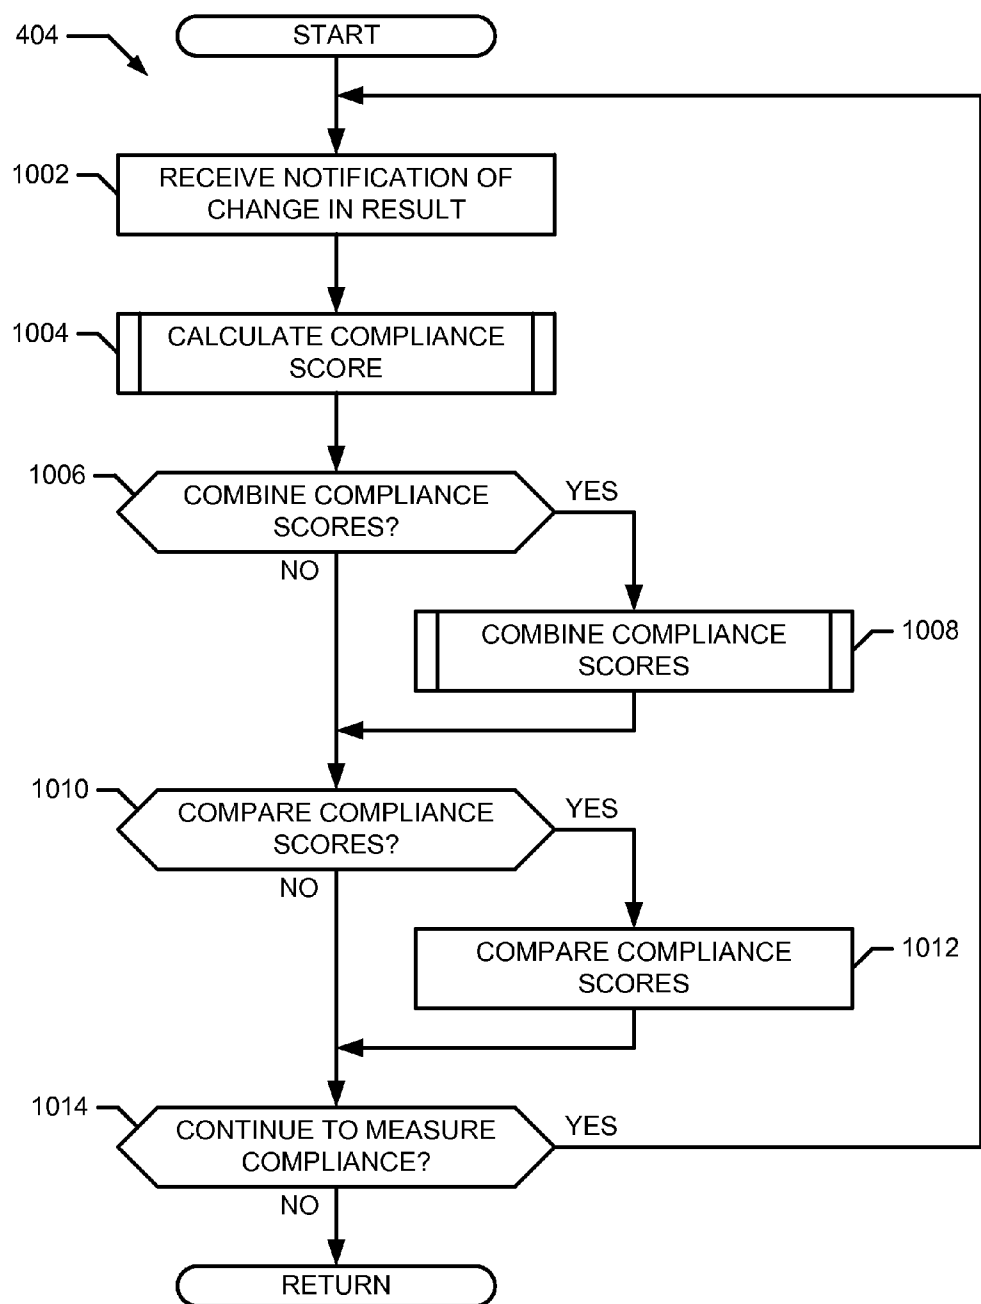 404
START
1002
RECEIVE NOTIFICATION OF
CHANGE IN RESULT
1004
CALCULATE COMPLIANCE
SCORE
1006
COMBINE COMPLIANCE
SCORES?
YES
NO
COMBINE COMPLIANCE
SCORES
1008
1010
COMPARE COMPLIANCE
SCORES?
YES
NO
COMPARE COMPLIANCE
SCORES
1012
1014
CONTINUE TO MEASURE
COMPLIANCE?
YES
NO
RETURN